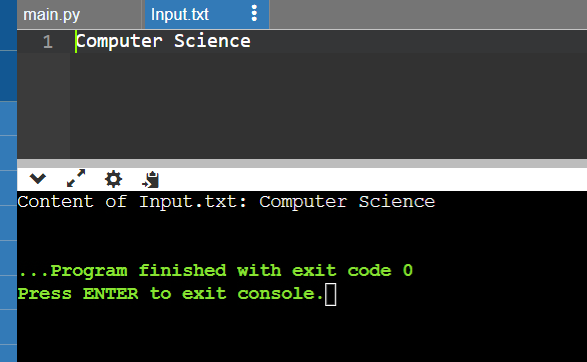 main.py Input.txt
1 Computer Science
Content of Input.txt: Computer Science
...Program finished with exit code 0
Press ENTER to exit console.